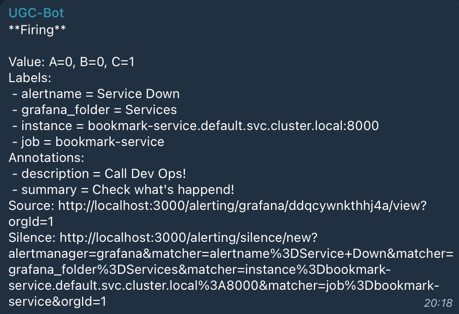 UGC-Bot
**Firing**

Value: A=0, B=0, C=1
Labels:
- alertname = Service Down
- grafana_folder = Services
- instance = bookmark-service.default.svc.cluster.local:8000
- job = bookmark-service
Annotations:
- description = Call Dev Ops!
- summary = Check what's happend!
Source: http://localhost:3000/alerting/grafana/ddqcywnkthhj4a/view?
orgId=1
Silence: http://localhost:3000/alerting/silence/new?
alertmanager=grafana&matcher=alertname%3DService+Down&matcher=
grafana_folder%3DServices&matcher=instance%3Dbookmark-
service.default.svc.cluster.local%3A8000&matcher=job%3Dbookmark-
service&orgId=1
20:18